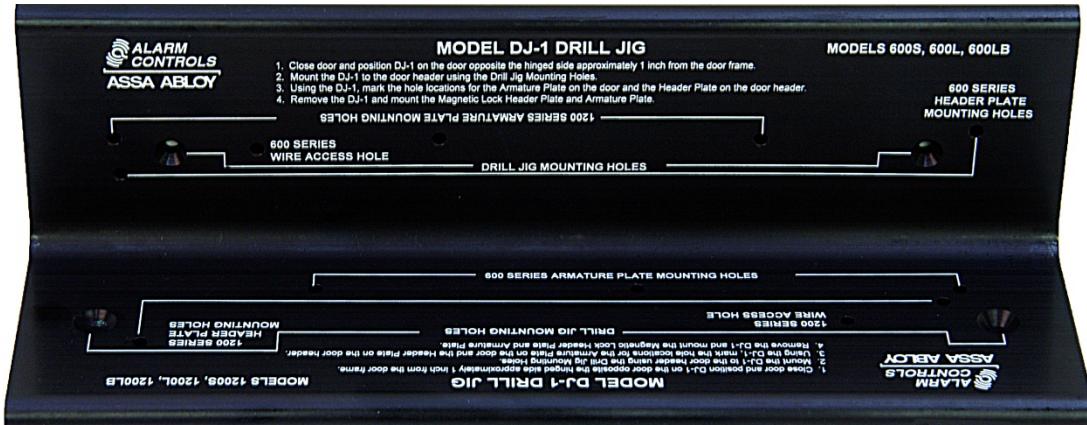 ALARM
CONTROLS
ASSA ABLOY
MODEL DJ-1 DRILL JIG
MODELS 600S, 600L, 600LB
1. Close door and position DJ-1 on the door opposite the hinged side approximately 1 inch from the door frame.
2. Mount the DJ-1 to the door header using the Drill Jig Mounting Holes.
3. Using the DJ-1, mark the hole locations for the Armature Plate on the door and the Header Plate on the door header.
4. Remove the DJ-1 and mount the Magnetic Lock Header Plate and Armature Plate.
600 SERIES
HEADER PLATE
MOUNTING HOLES
1200 SERIES ARMATURE PLATE MOUNTING HOLES
600 SERIES
WIRE ACCESS HOLE
DRILL JIG MOUNTING HOLES
600 SERIES ARMATURE PLATE MOUNTING HOLES
1200 SERIES
WIRE ACCESS HOLE
DRILL JIG MOUNTING HOLES
1200 SERIES
HEADER PLATE
MOUNTING HOLES
ALARM
CONTROLS
ASSA ABLOY
MODEL DJ-1 DRILL JIG
MODELS 1200S, 1200L, 1200LB
1. Close door and position DJ-1 on the door opposite the hinged side approximately 1 inch from the door frame.
2. Mount the DJ-1 to the door header using the Drill Jig Mounting Holes.
3. Using the DJ-1, mark the hole locations for the Armature Plate on the door and the Header Plate on the door header.
4. Remove the DJ-1 and mount the Magnetic Lock Header Plate and Armature Plate.